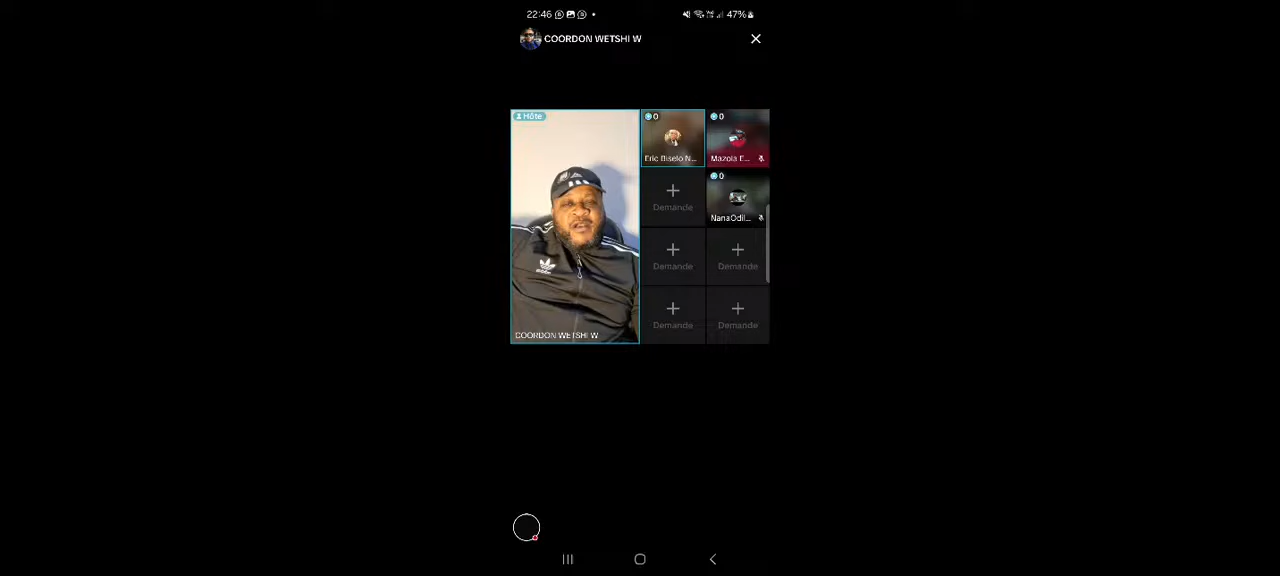 22:46
47%
COORDON WETSHI W
Hôte
0
0
Eric Biselo N...
Mazola E...
0
Demande
NanaOdil...
Demande
Demande
Demande
Demande
adidas
COORDON WETSHI W